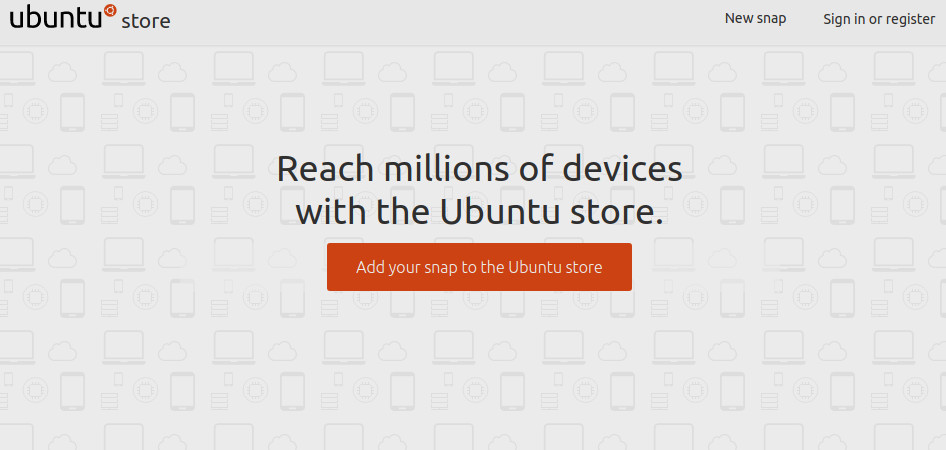 ubuntu store
New snap
Sign in or register
Reach millions of devices
with the Ubuntu store.
Add your snap to the Ubuntu store